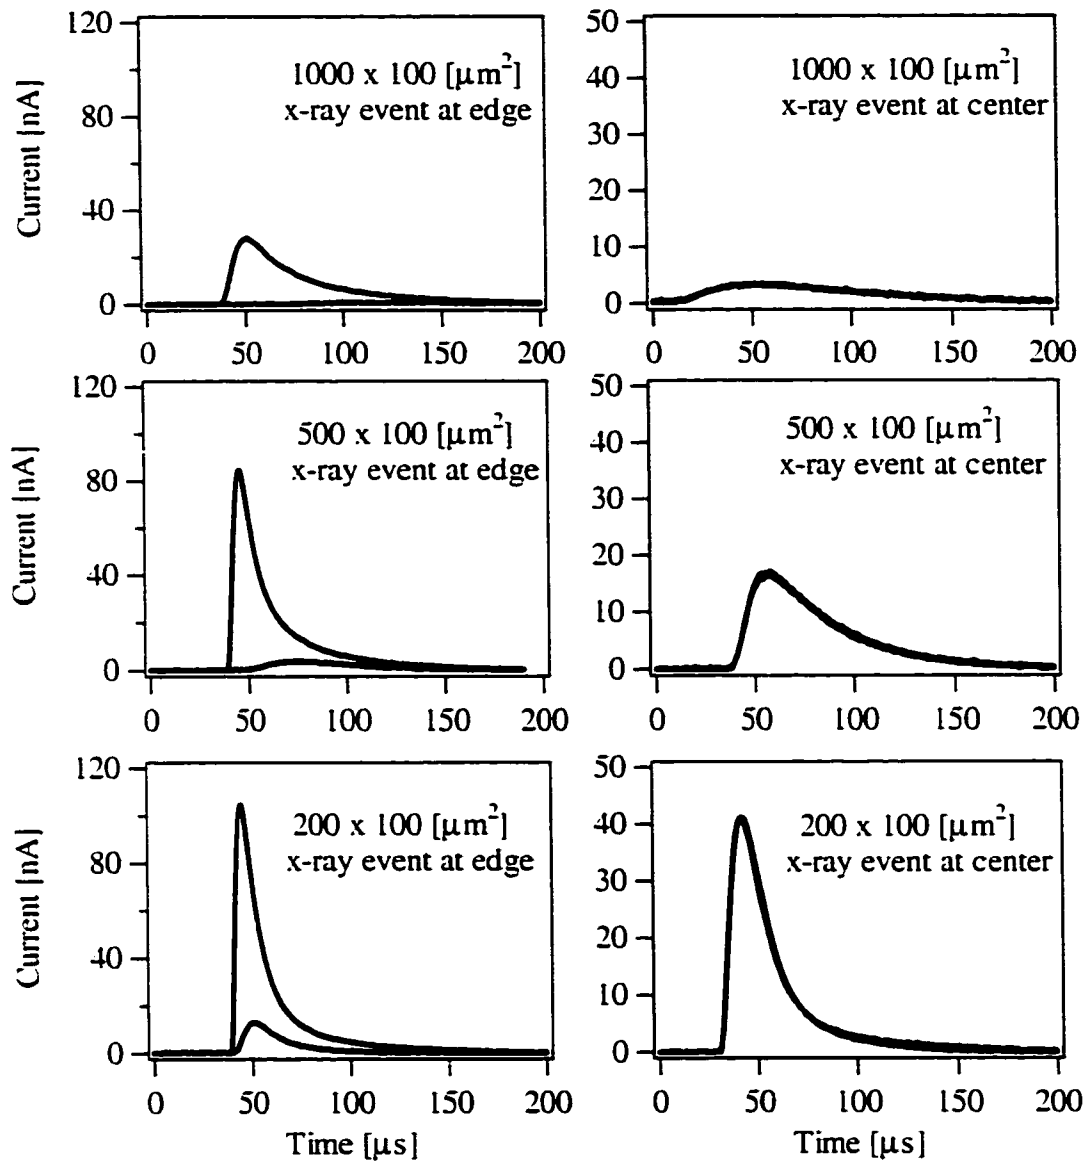 120
80
40
0
Current [nA]
1000 x 100 [μm²]
x-ray event at edge
0 50 100 150 200
50
40
30
20
10
0
1000 x 100 [μm²]
x-ray event at center
0 50 100 150 200
120
80
40
0
Current [nA]
500 x 100 [μm²]
x-ray event at edge
0 50 100 150 200
50
40
30
20
10
0
500 x 100 [μm²]
x-ray event at center
0 50 100 150 200
120
80
40
0
Current [nA]
200 x 100 [μm²]
x-ray event at edge
0 50 100 150 200
Time [μs]
50
40
30
20
10
0
200 x 100 [μm²]
x-ray event at center
0 50 100 150 200
Time [μs]